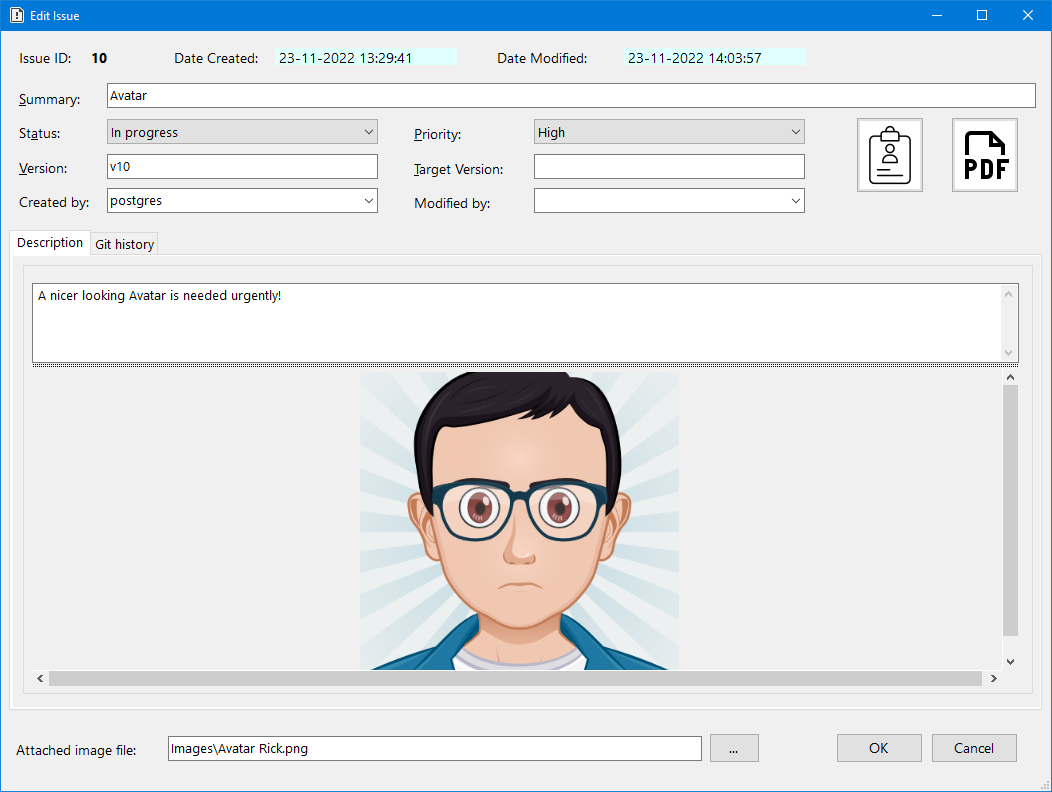 Edit Issue
Issue ID: 10 Date Created: 23-11-2022 13:29:41 Date Modified: 23-11-2022 14:03:57
Summary: Avatar
Status: In progress Priority: High
PDF
Version: v10 Target Version:
Created by: postgres Modified by:
Description Git history
A nicer looking Avatar is needed urgently!
Attached image file: Images\Avatar Rick.png ... OK Cancel